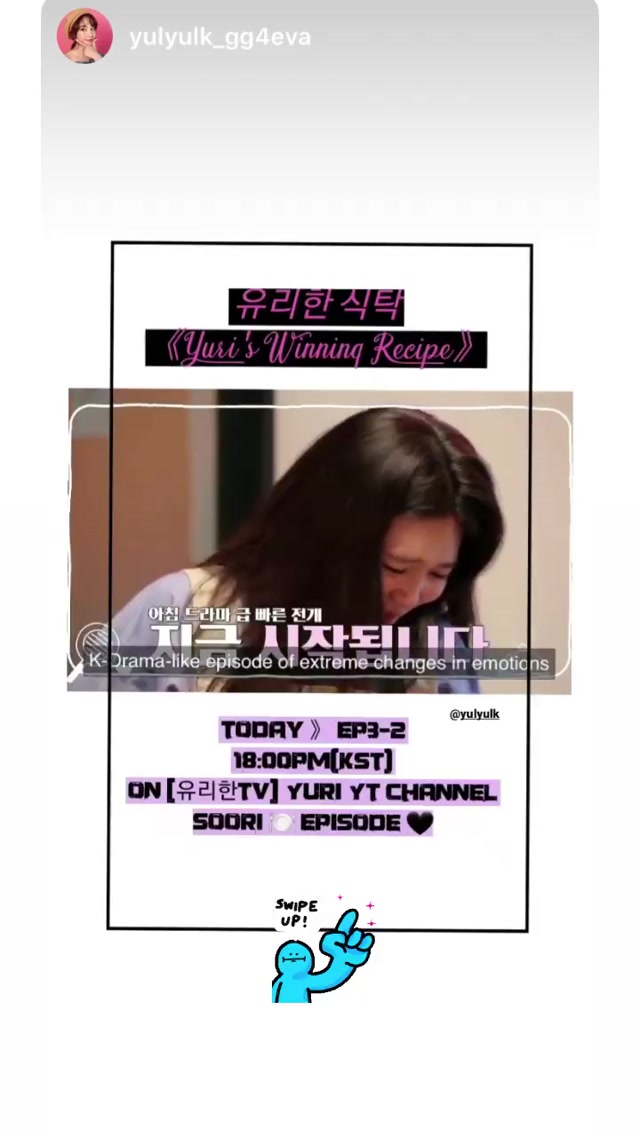 yulyulk_gg4eva
유리한 식탁
《Yuri's Winning Recipe》
아침 드라마 급 빠른 전개
지금 시작됩니다
K-Drama-like episode of extreme changes in emotions
@yulyulk
TODAY 》 EP3-2
18:00PM(KST)
ON [유리한TV] YURI YT CHANNEL
SOORI 🍽 EPISODE 🖤
SWIPE
UP!